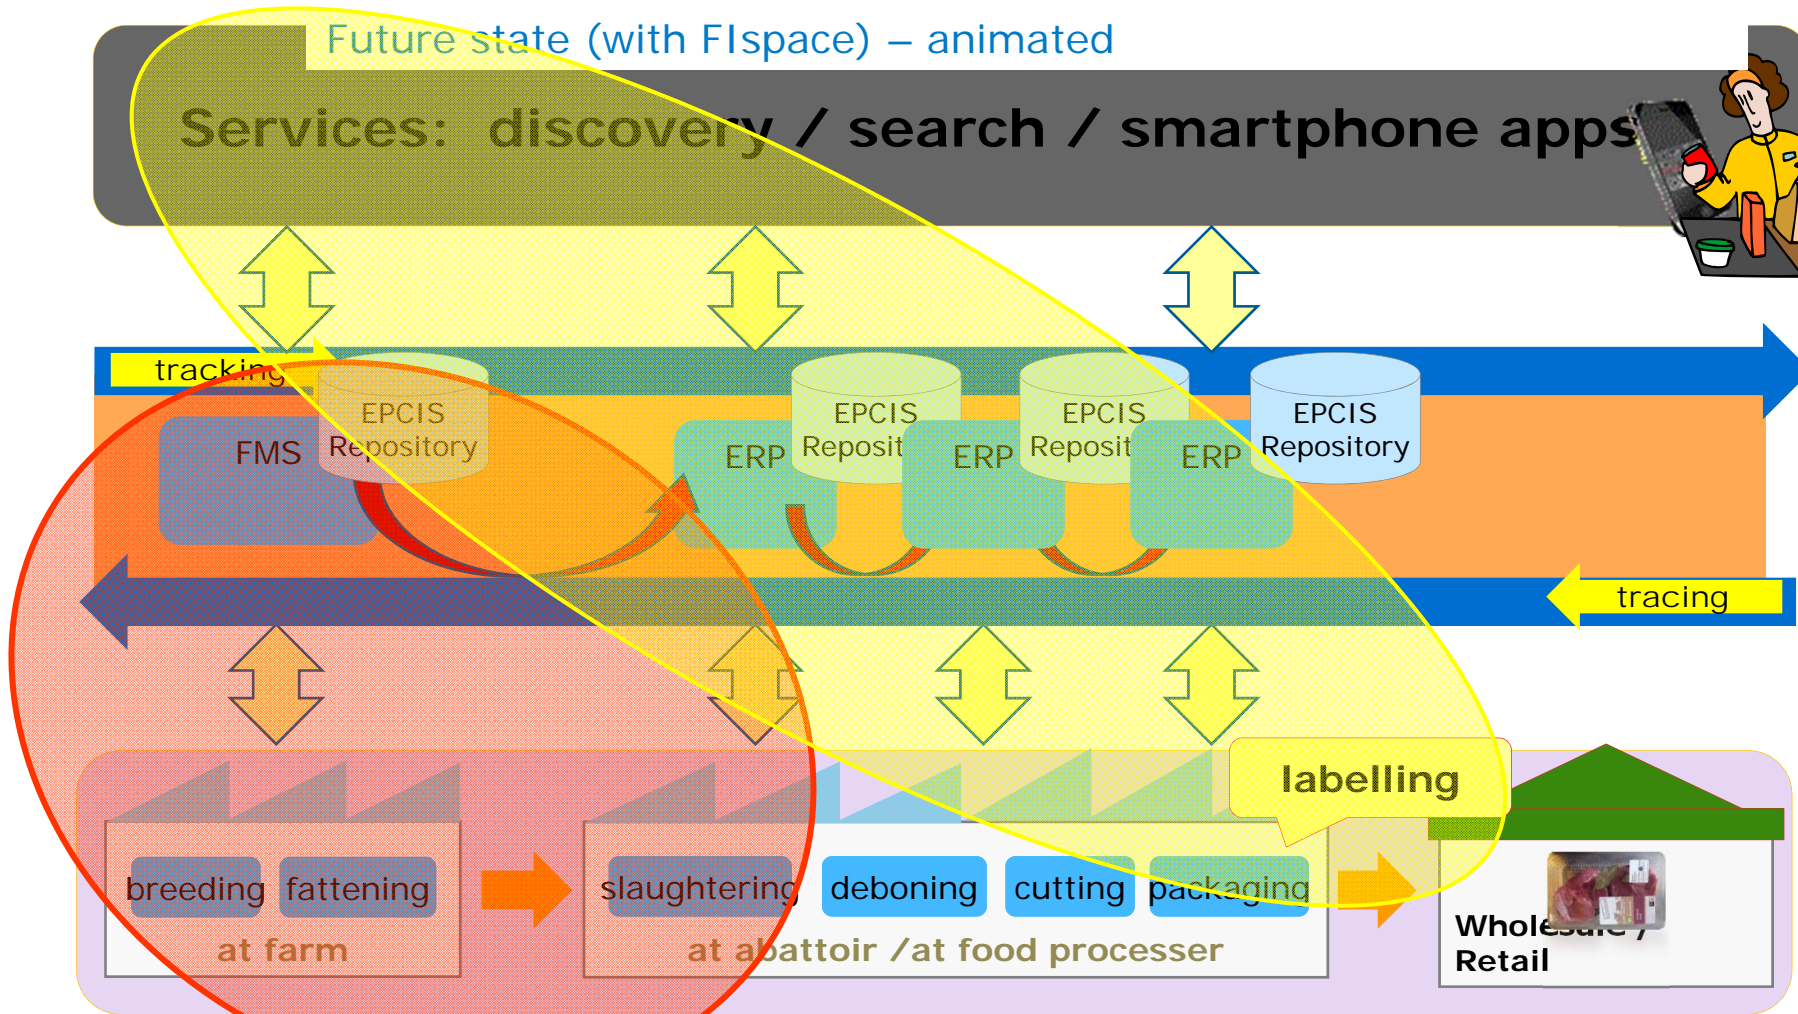 Future state (with FIspace) – animated
Services: discovery / search / smartphone apps
tracking
EPCIS
Repository
EPCIS
Reposit
EPCIS
Reposit
EPCIS
Repository
FMS
ERP
ERP
ERP
tracing
labelling
breeding
fattening
slaughtering
deboning
cutting
packaging
at farm
at abattoir /at food processer
Wholesale /
Retail